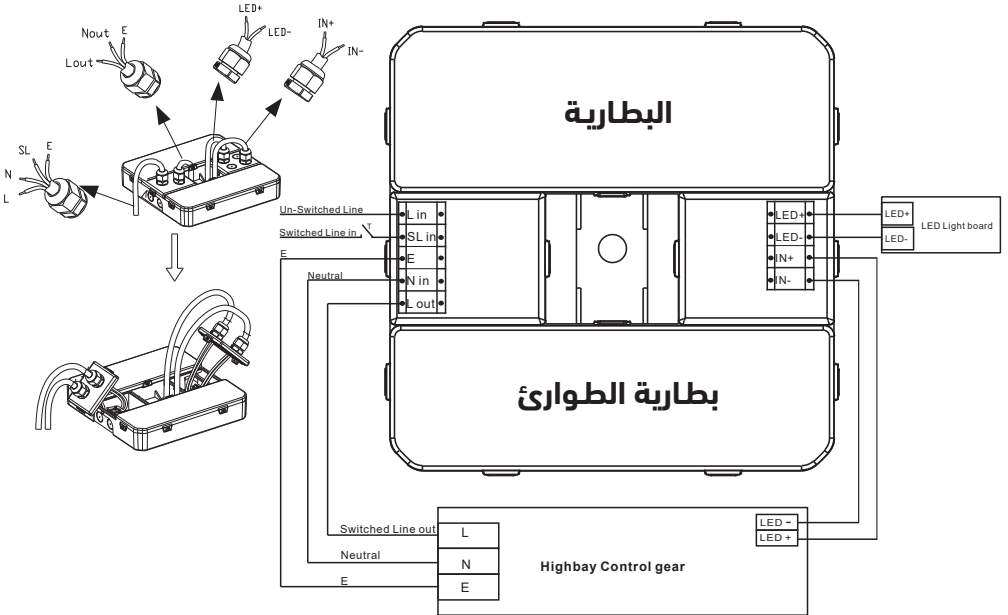 LED+
LED-
IN+
IN-
Nout
E
Lout
SL
E
N
L
البطارية
Un-Switched Line
Switched Line in
T
E
Neutral
L in
SL in
E
N in
L out
LED+
LED-
IN+
IN-
LED+
LED-
LED Light board
بطارية الطوارئ
Switched Line out
Neutral
E
L
N
E
Highbay Control gear
LED -
LED +